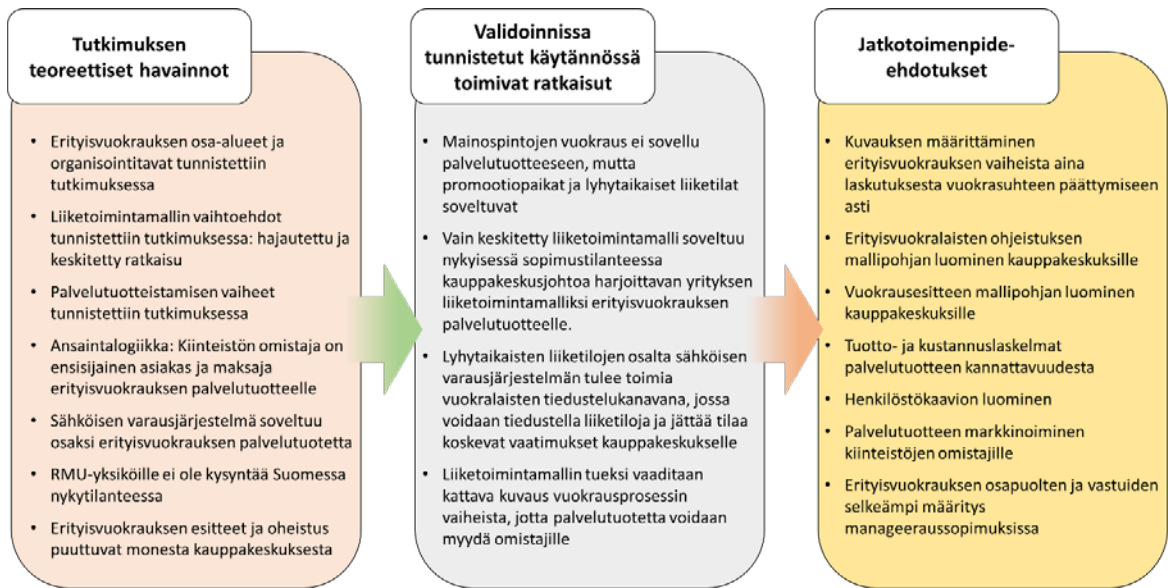 Tutkimuksen
teoreettiset havainnot
• Erityisvuokrauksen osa-alueet ja
organisointitavat tunnistettiin
tutkimuksessa
• Liiketoimintamallin vaihtoehdot
tunnistettiin tutkimuksessa: hajautettu ja
keskitetty ratkaisu
• Palvelutuotteistamisen vaiheet
tunnistettiin tutkimuksessa
• Ansaintalogiikka: Kiinteistön omistaja on
ensisijainen asiakas ja maksaja
erityisvuokrauksen palvelutuotteelle
• Sähköisen varausjärjestelmä soveltuu
osaksi erityisvuokrauksen palvelutuotetta
• RMU-yksiköille ei ole kysyntää Suomessa
nykytilanteessa
• Erityisvuokrauksen esitteet ja oheistus
puuttuvat monesta kauppakeskuksesta
Validoinnissa
tunnistetut käytännössä
toimivat ratkaisut
• Mainospintojen vuokraus ei sovellu
palvelutuotteeseen, mutta
promootiopaikat ja lyhytaikaiset liiketilat
soveltuvat
• Vain keskitetty liiketoimintamalli soveltuu
nykyisessä sopimustilanteessa
kauppakeskusjohtoa harjoittavan yrityksen
liiketoimintamalliksi erityisvuokrauksen
palvelutuotteelle.
• Lyhytaikaisten liiketilojen osalta sähköisen
varausjärjestelmän tulee toimia
vuokralaisten tiedustelukanavana, jossa
voidaan tiedustella liiketiloja ja jättää tilaa
koskevat vaatimukset kauppakeskukselle
• Liiketoimintamallin tueksi vaaditaan
kattava kuvaus vuokrausprosessin
vaiheista, jotta palvelutuotetta voidaan
myydä omistajille
Jatkotoimenpide-
ehdotukset
• Kuvauksen määrittäminen
erityisvuokrauksen vaiheista aina
laskutuksesta vuokrasuhteen päättymiseen
asti
• Erityisvuokralaisten ohjeistuksen
mallipohjan luominen kauppakeskuksille
• Vuokrausesitteen mallipohjan luominen
kauppakeskuksille
• Tuotto- ja kustannuslaskelmat
palvelutuotteen kannattavuudesta
• Henkilöstökaavion luominen
• Palvelutuotteen markkinoiminen
kiinteistöjen omistajille
• Erityisvuokrauksen osapuolten ja vastuiden
selkeämpi määritys
manageeraussopimuksissa